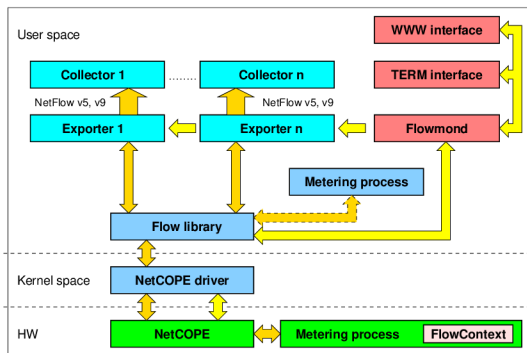 User space
WWW interface
Collector 1 ........ Collector n
TERM interface
NetFlow v5, v9
NetFlow v5, v9
Exporter 1
Exporter n
Flowmond
Metering process
Flow library
Kernel space
NetCOPE driver
HW
NetCOPE
Metering process
FlowContext